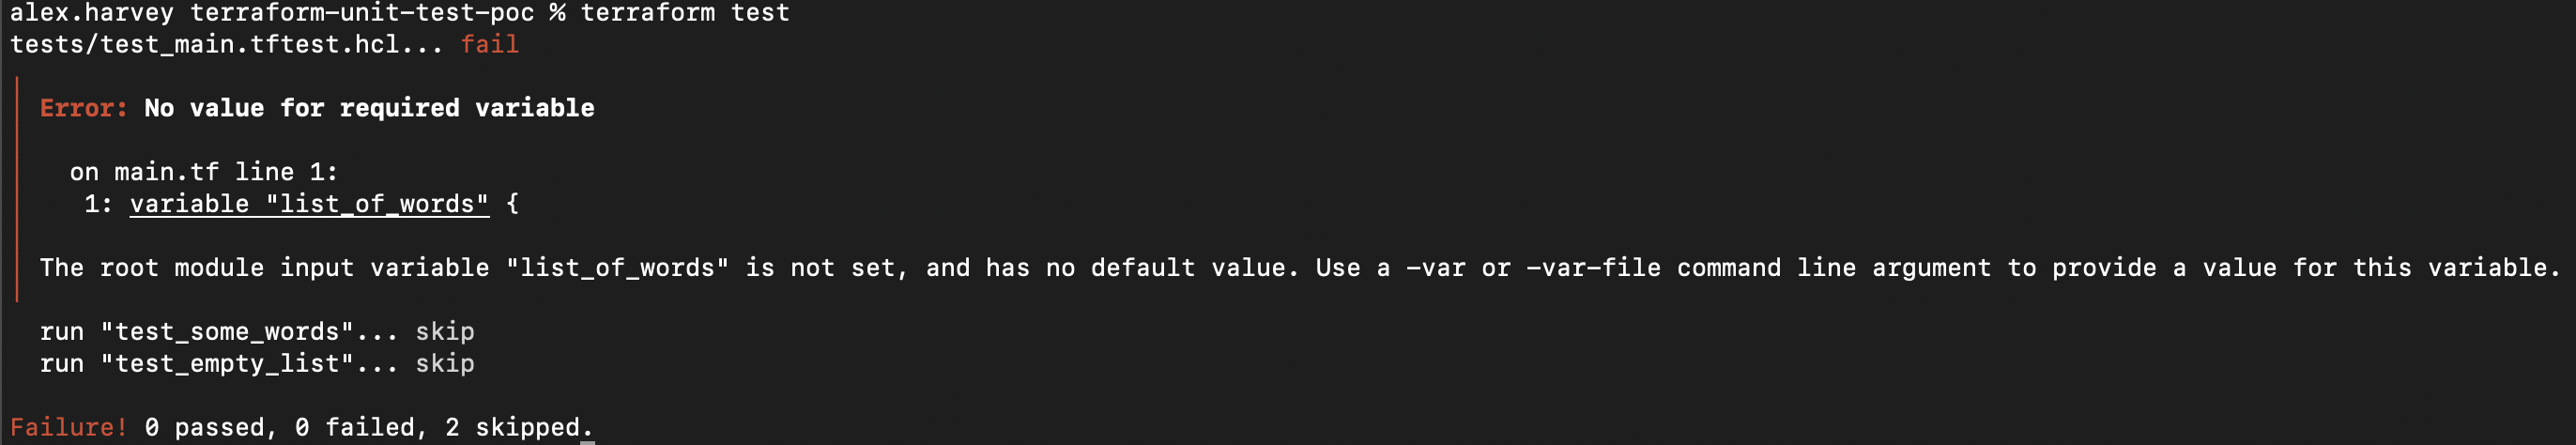 alex.harvey terraform-unit-test-poc % terraform test
tests/test_main.tftest.hcl... fail
Error: No value for required variable
on main.tf line 1:
1: variable "list_of_words" {
The root module input variable "list_of_words" is not set, and has no default value. Use a -var or -var-file command line argument to provide a value for this variable.
run "test_some_words"... skip
run "test_empty_list"... skip
Failure! 0 passed, 0 failed, 2 skipped.